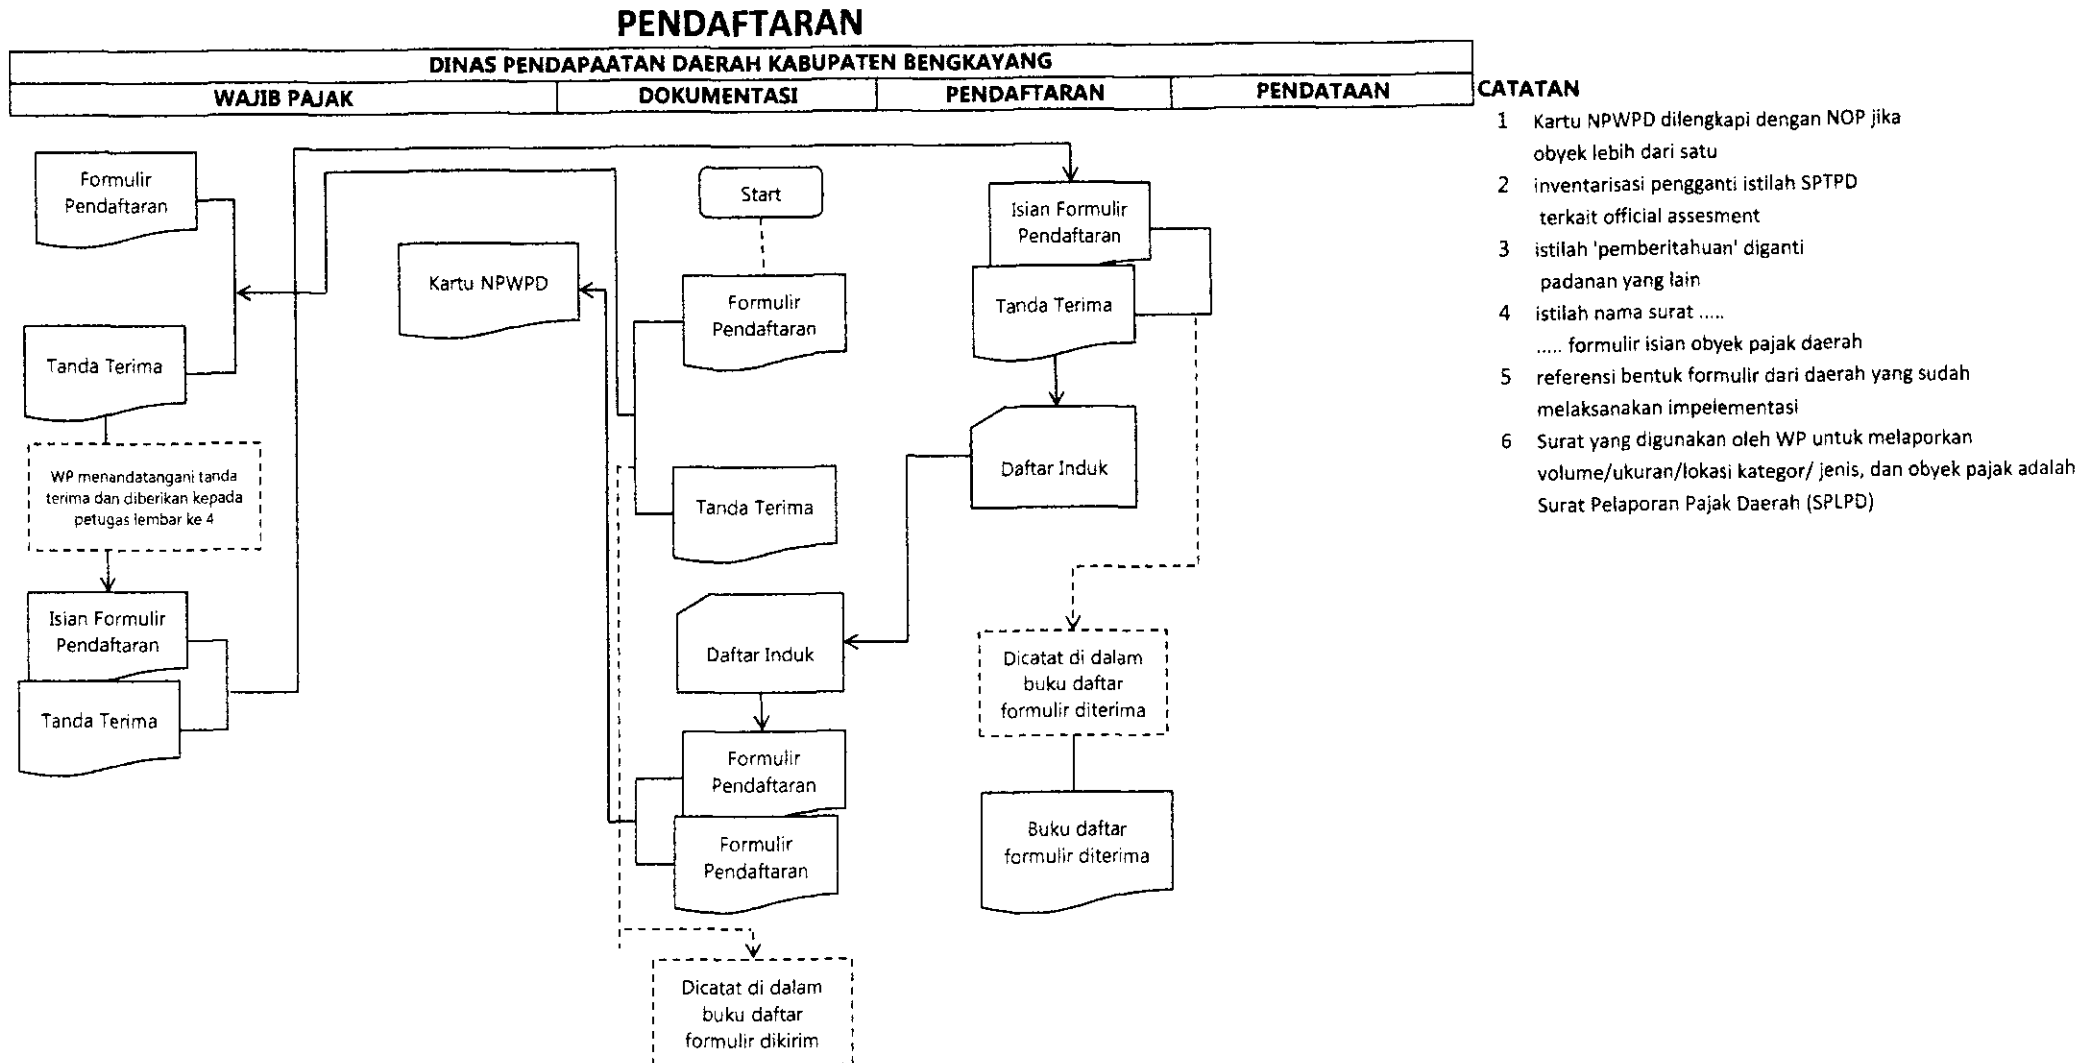 PENDAFTARAN
DINAS PENDAPAATAN DAERAH KABUPATEN BENGKAYANG
WAJIB PAJAK
DOKUMENTASI
PENDAFTARAN
PENDATAAN
Formulir
Pendaftaran
Tanda Terima
WP menandatangani tanda
terima dan diberikan kepada
petugas lembar ke 4
Isian Formulir
Pendaftaran
Tanda Terima
Kartu NPWPD
Start
Formulir
Pendaftaran
Tanda Terima
Daftar Induk
Formulir
Pendaftaran
Formulir
Pendaftaran
Dicatat di dalam
buku daftar
formulir dikirim
Isian Formulir
Pendaftaran
Tanda Terima
Daftar Induk
Dicatat di dalam
buku daftar
formulir diterima
Buku daftar
formulir diterima
CATATAN
1 Kartu NPWPD dilengkapi dengan NOP jika
obyek lebih dari satu
2 inventarisasi pengganti istilah SPTPD
terkait official assesment
3 istilah 'pemberitahuan' diganti
padanan yang lain
4 istilah nama surat .....
..... formulir isian obyek pajak daerah
5 referensi bentuk formulir dari daerah yang sudah
melaksanakan impelementasi
6 Surat yang digunakan oleh WP untuk melaporkan
volume/ukuran/lokasi kategor/ jenis, dan obyek pajak adalah
Surat Pelaporan Pajak Daerah (SPLPD)